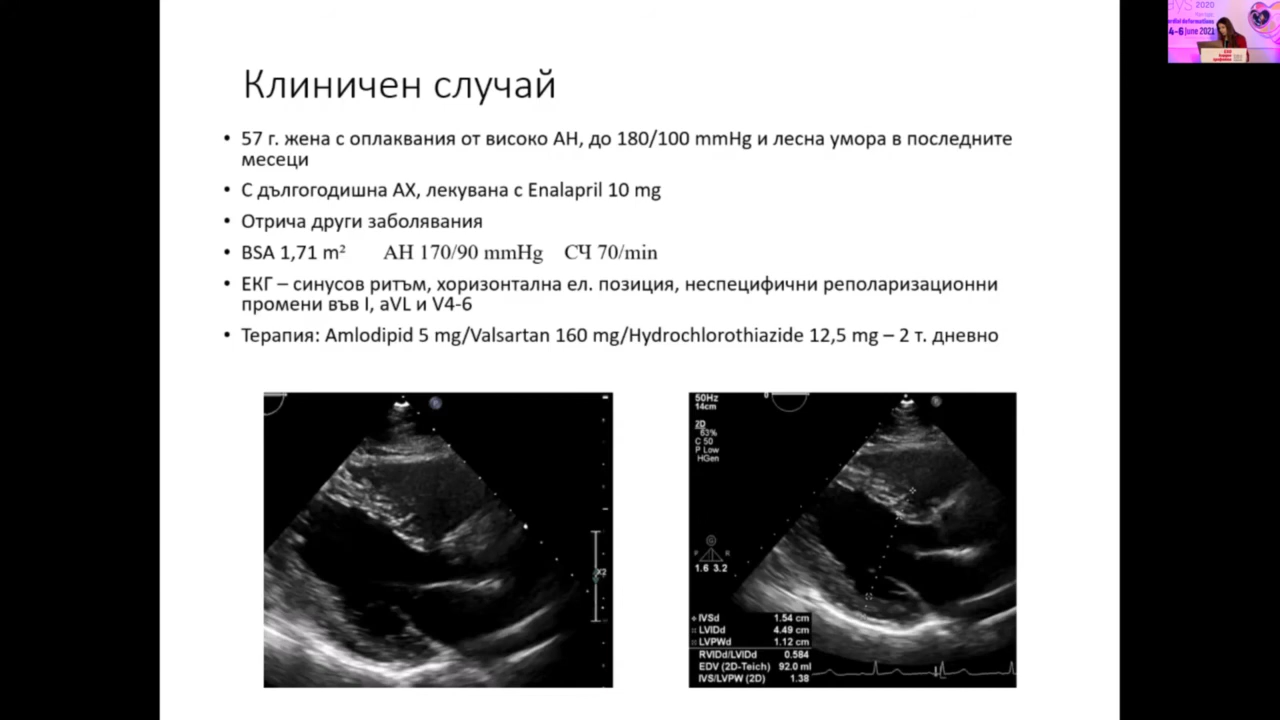 Клиничен случай
• 57 г. жена с оплаквания от високо АН, до 180/100 mmHg и лесна умора в последните
месеци
• С дългогодишна АХ, лекувана с Enalapril 10 mg
• Отрича други заболявания
• BSA 1,71 m² АН 170/90 mmHg СЧ 70/min
• ЕКГ – синусов ритъм, хоризонтална ел. позиция, неспецифични реполаризационни
промени във I, aVL и V4-6
• Терапия: Amlodipid 5 mg/Valsartan 160 mg/Hydrochlorothiazide 12,5 mg – 2 т. дневно
X2
50Hz
14cm
2D
63%
C 50
P Low
HGen
P R
1.6 3.2
IVSd 1.54 cm
LVIDd 4.49 cm
LVPWd 1.12 cm
RVIDd/LVIDd 0.584
EDV (2D-Teich) 92.0 ml
IVS/LVPW (2D) 1.38
2020
4-6 June 2021